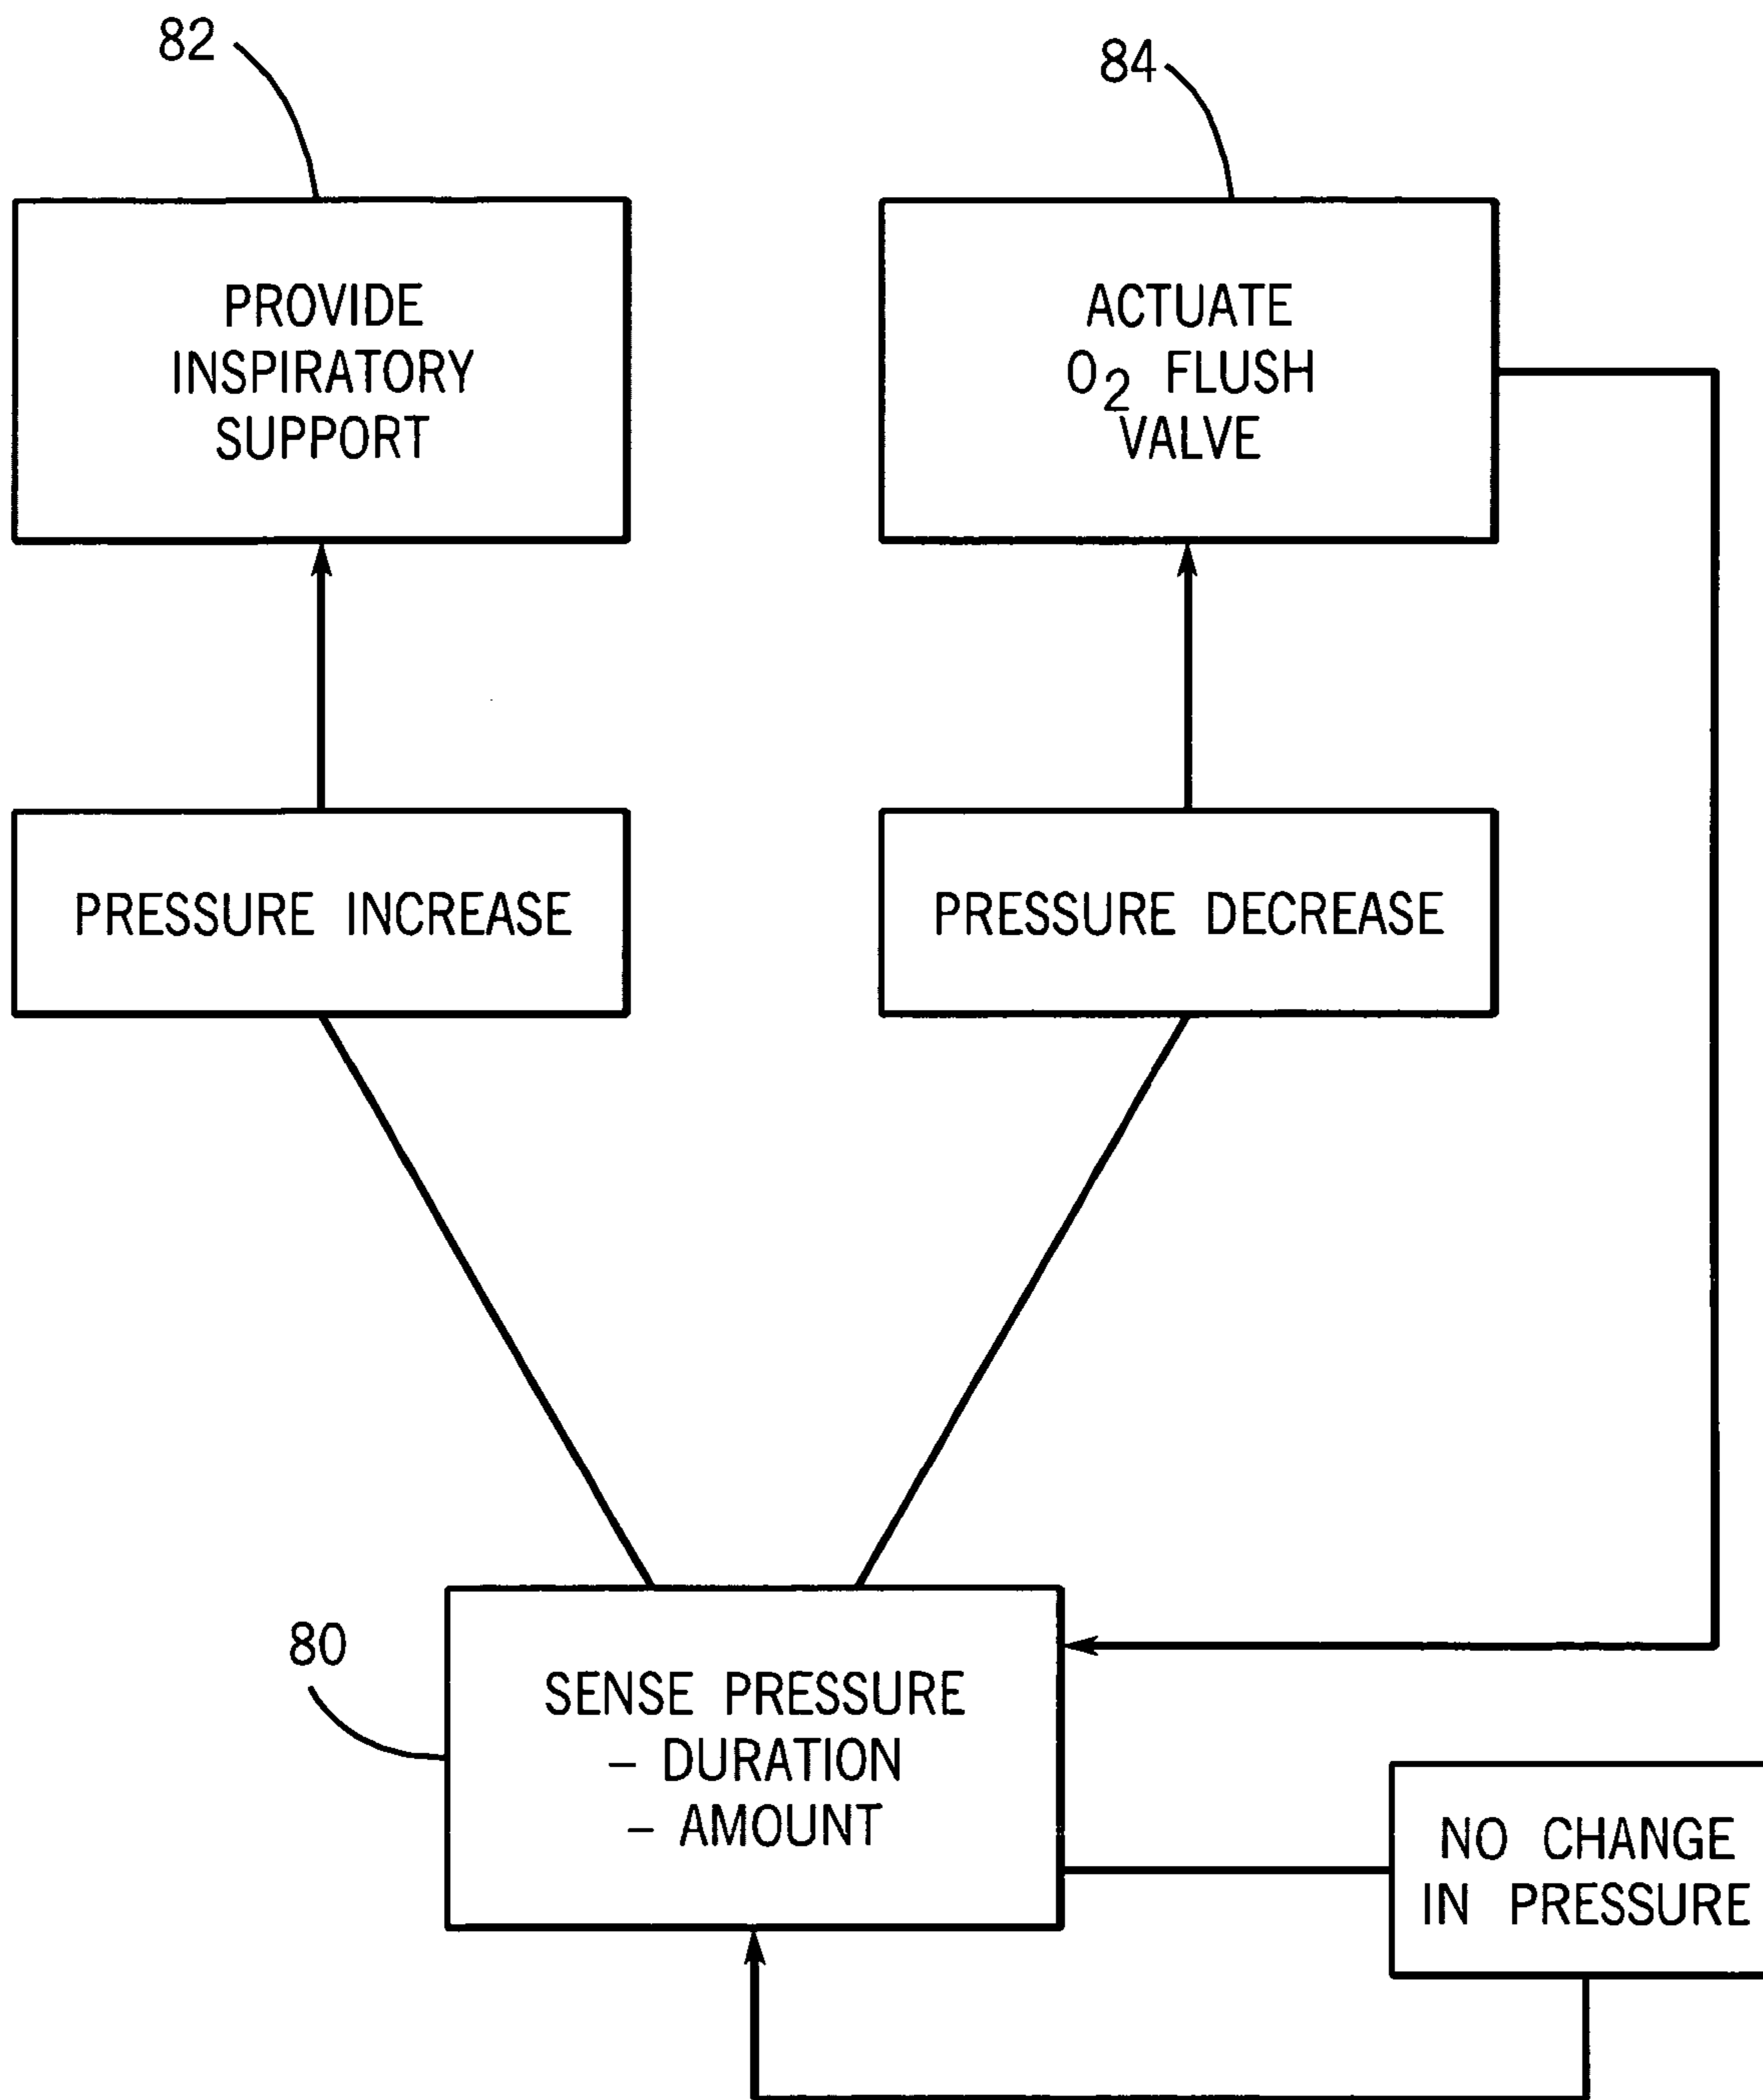 82
84
PROVIDE
INSPIRATORY
SUPPORT
ACTUATE
O₂ FLUSH
VALVE
PRESSURE INCREASE
PRESSURE DECREASE
80
SENSE PRESSURE
– DURATION
– AMOUNT
NO CHANGE
IN PRESSURE